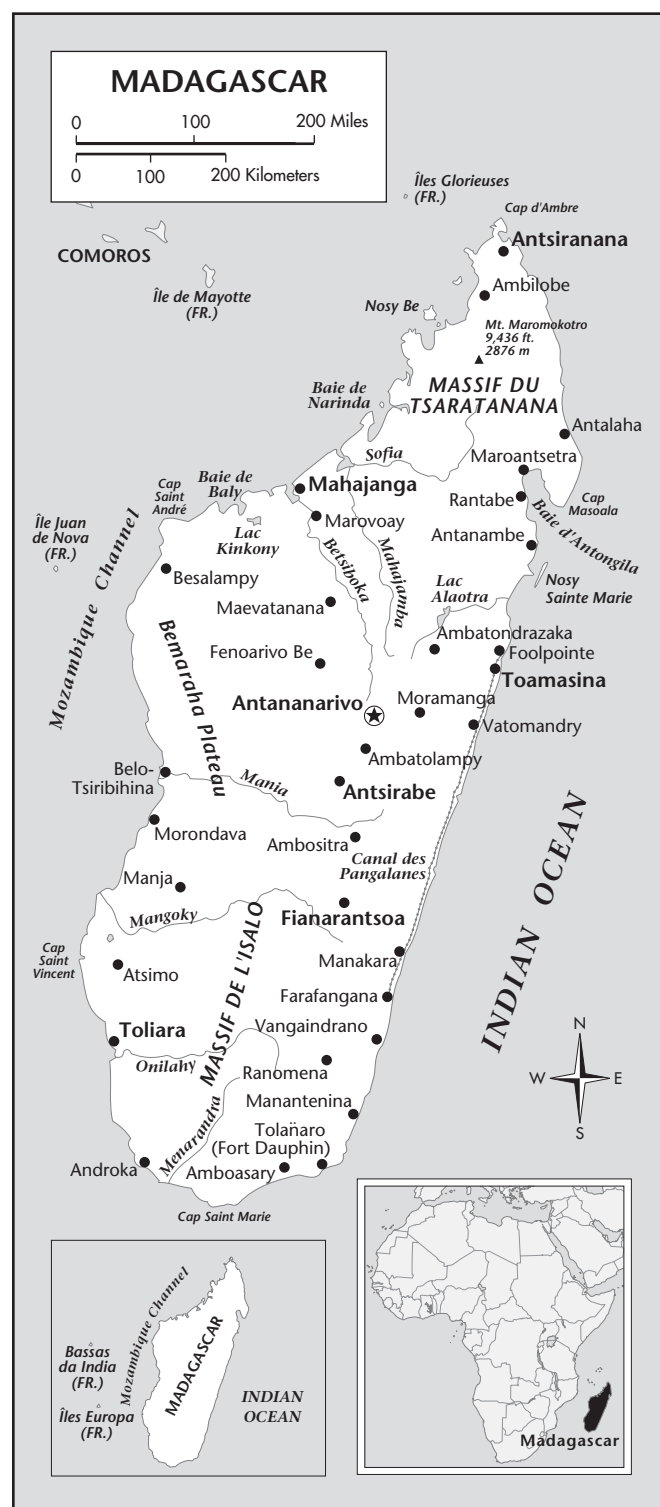 MADAGASCAR
0 100 200 Miles
0 100 200 Kilometers
Îles Glorieuses
(FR.)
Cap d'Ambre
Antsiranana
COMOROS
Île de Mayotte
(FR.)
Ambilobe
Nosy Be
Mt. Maromokotro
9,436 ft.
2876 m
MASSIF DU
TSARATANANA
Baie de
Narinda
Antalaha
Sofia
Maroantsetra
Baie de
Baly
Cap
Saint
André
Mahajanga
Rantabe
Cap
Masoala
Île Juan
de Nova
(FR.)
Marovoay
Lac
Kinkony
Antanambe
Baie d'Antongila
Mozambique Channel
Besalampy
Betsiboka
Mahajamba
Lac
Alaotra
Nosy
Sainte Marie
Maevatanana
Ambatondrazaka
Fenoarivo Be
Foolpointe
Bemaraha Plateau
Toamasina
Antananarivo
Moramanga
Vatomandry
Ambatolampy
Belo-
Tsiribihina
Mania
Antsirabe
Morondava
Ambositra
Canal des
Pangalanes
INDIAN OCEAN
Manja
Mangoky
Fianarantsoa
MASSIF DE L'ISALO
Cap
Saint
Vincent
Atsimo
Manakara
Farafangana
Toliara
Vangaindrano
Onilahy
Ranomena
N
W E
S
Manantenina
Menarandra
Tolañaro
(Fort Dauphin)
Androka
Amboasary
Cap Saint Marie
Mozambique Channel
MADAGASCAR
Bassas
da India
(FR.)
Îles Europa
(FR.)
INDIAN
OCEAN
Madagascar